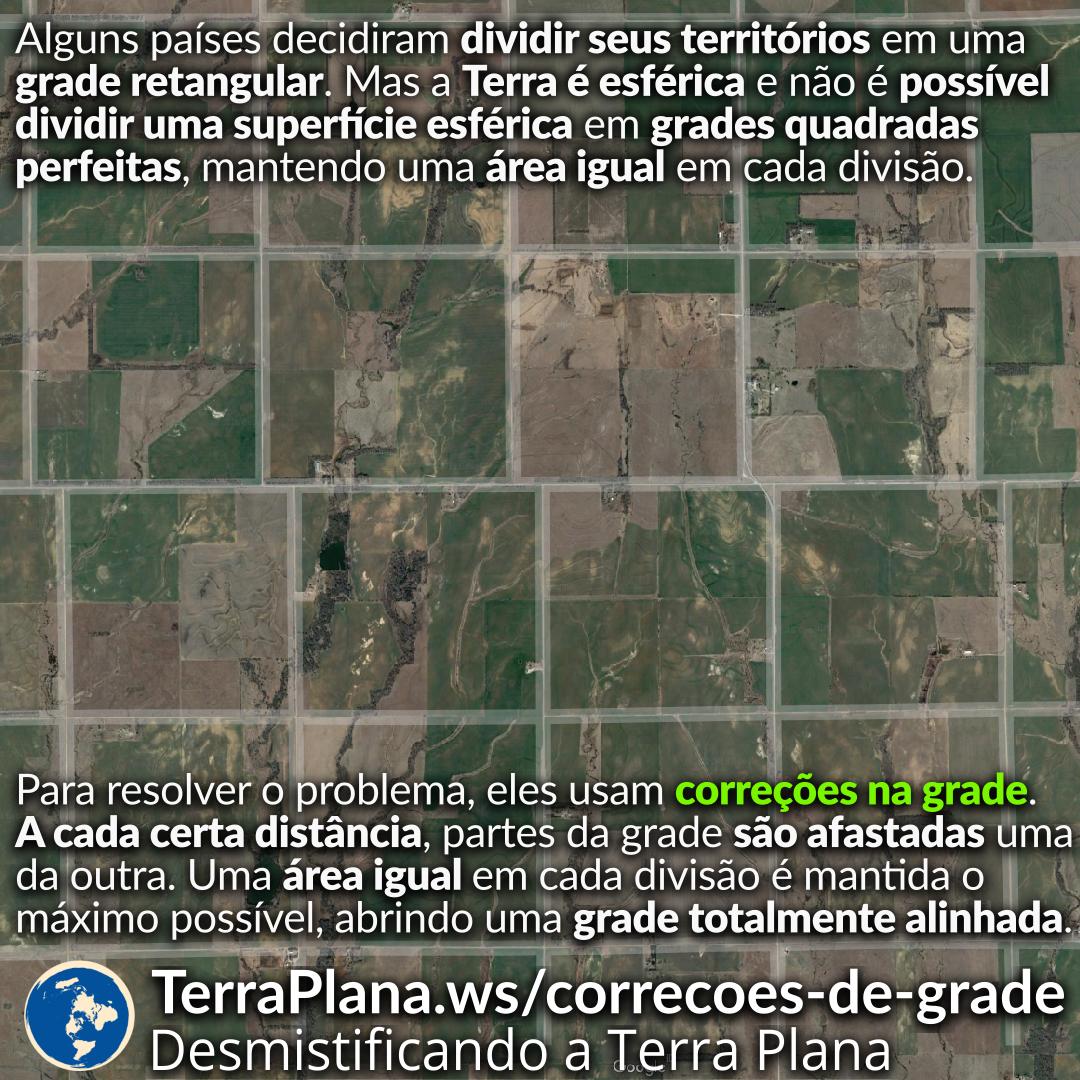 Alguns países decidiram dividir seus territórios em uma
grade retangular. Mas a Terra é esférica e não é possível
dividir uma superfície esférica em grades quadradas
perfeitas, mantendo uma área igual em cada divisão.
Para resolver o problema, eles usam correções na grade.
A cada certa distância, partes da grade são afastadas uma
da outra. Uma área igual em cada divisão é mantida o
máximo possível, abrindo uma grade totalmente alinhada.
TerraPlana.ws/correcoes-de-grade
Desmistificando a Terra Plana
Google